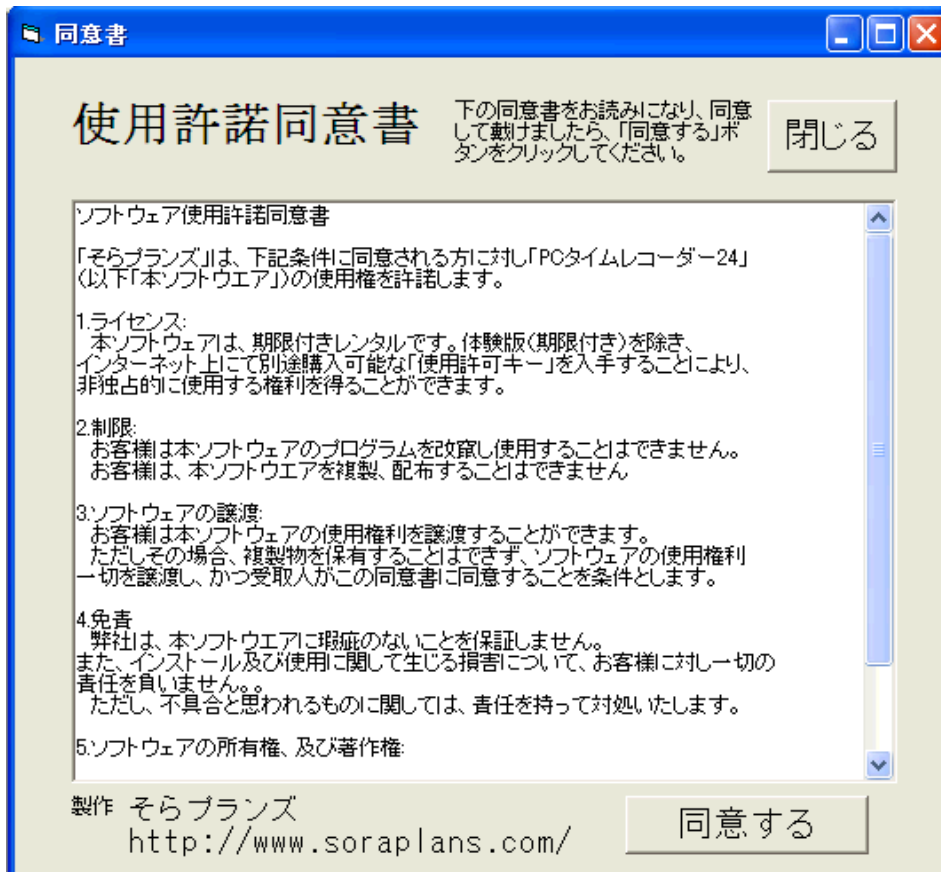 同意書
使用許諾同意書
下の同意書をお読みになり、同意
して戴けましたら、「同意する」ボ
タンをクリックしてください。
閉じる
ソフトウェア使用許諾同意書
「そらプランズ」は、下記条件に同意される方に対し「PCタイムレコーダー24」
(以下「本ソフトウエア」)の使用権を許諾します。
1.ライセンス:
本ソフトウェアは、期限付きレンタルです。体験版(期限付き)を除き、
インターネット上にて別途購入可能な「使用許可キー」を入手することにより、
非独占的に使用する権利を得ることができます。
2.制限:
お客様は本ソフトウェアのプログラムを改竄し使用することはできません。
お客様は、本ソフトウエアを複製、配布することはできません
3.ソフトウェアの譲渡:
お客様は本ソフトウェアの使用権利を譲渡することができます。
ただしその場合、複製物を保有することはできず、ソフトウェアの使用権利
一切を譲渡し、かつ受取人がこの同意書に同意することを条件とします。
4.免責
弊社は、本ソフトウエアに瑕疵のないことを保証しません。
また、インストール及び使用に関して生じる損害について、お客様に対し一切の
責任を負いません。。
ただし、不具合と思われるものに関しては、責任を持って対処いたします。
5.ソフトウェアの所有権、及び著作権:
製作 そらプランズ
http://www.soraplans.com/
同意する